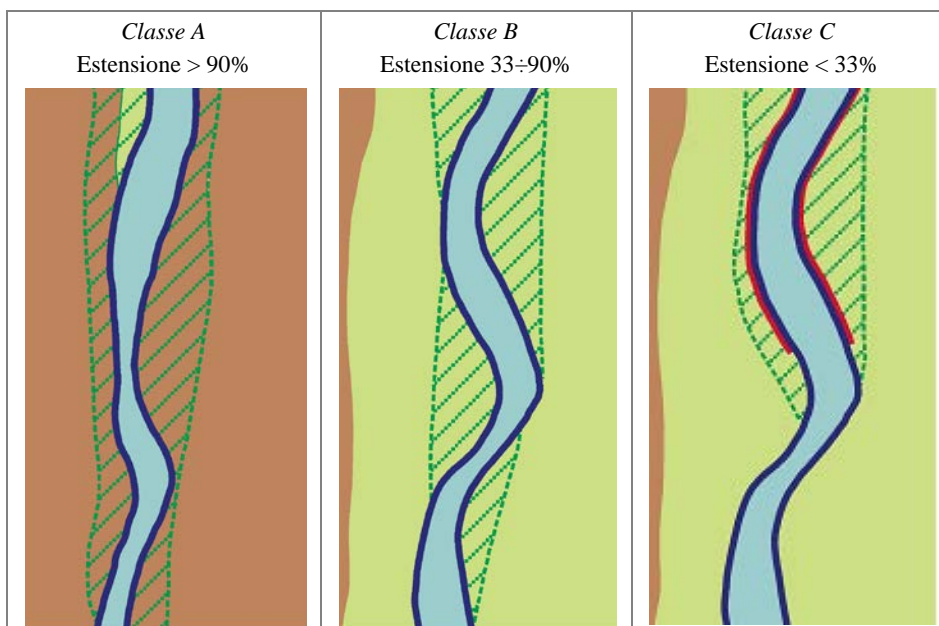 Classe A
Estensione > 90%
Classe B
Estensione 33÷90%
Classe C
Estensione < 33%